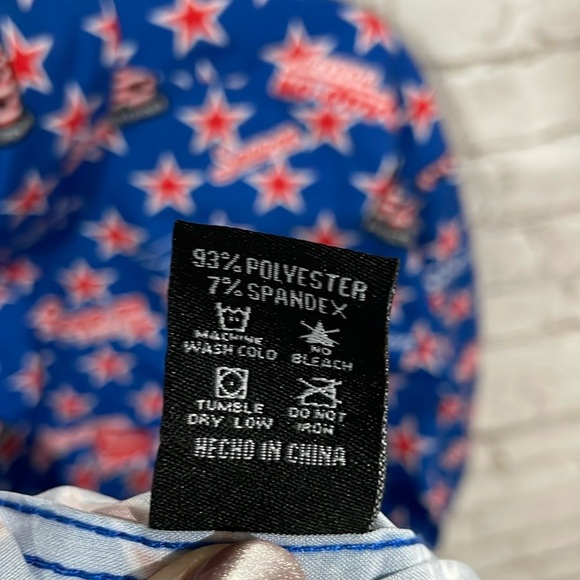 93% POLYESTER
7% SPANDEX
MACHINE
WASH COLD
NO
BLEACH
TUMBLE
DRY LOW
DO NOT
IRON
HECHO IN CHINA